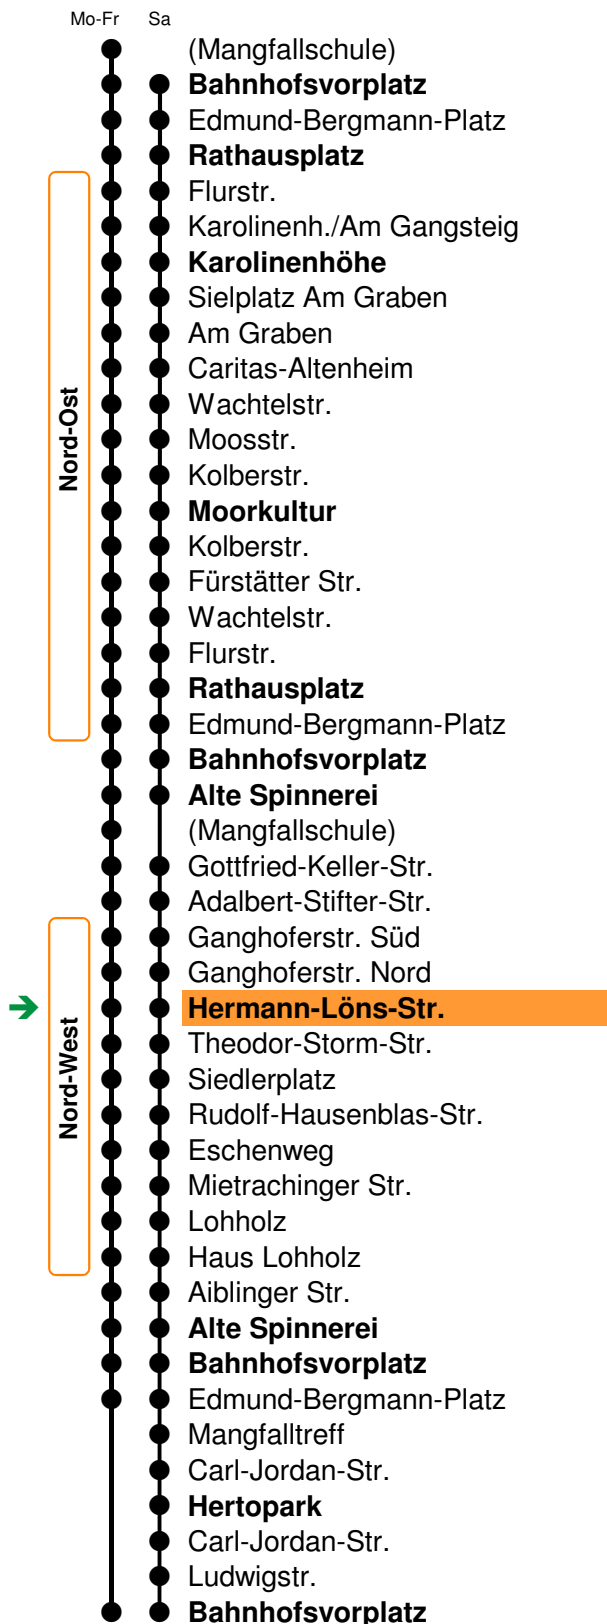 Mo-Fr Sa
(Mangfallschule)
Bahnhofsvorplatz
Edmund-Bergmann-Platz
Rathausplatz
Flurstr.
Karolinenh./Am Gangsteig
Karolinenhöhe
Sielplatz Am Graben
Am Graben
Caritas-Altenheim
Wachtelstr.
Moosstr.
Nord-Ost
Kolberstr.
Moorkultur
Kolberstr.
Fürstätter Str.
Wachtelstr.
Flurstr.
Rathausplatz
Edmund-Bergmann-Platz
Bahnhofsvorplatz
Alte Spinnerei
(Mangfallschule)
Gottfried-Keller-Str.
Adalbert-Stifter-Str.
Ganghoferstr. Süd
Ganghoferstr. Nord
Hermann-Löns-Str.
Theodor-Storm-Str.
Siedlerplatz
Nord-West
Rudolf-Hausenblas-Str.
Eschenweg
Mietrachinger Str.
Lohholz
Haus Lohholz
Aiblinger Str.
Alte Spinnerei
Bahnhofsvorplatz
Edmund-Bergmann-Platz
Mangfalltreff
Carl-Jordan-Str.
Hertopark
Carl-Jordan-Str.
Ludwigstr.
Bahnhofsvorplatz